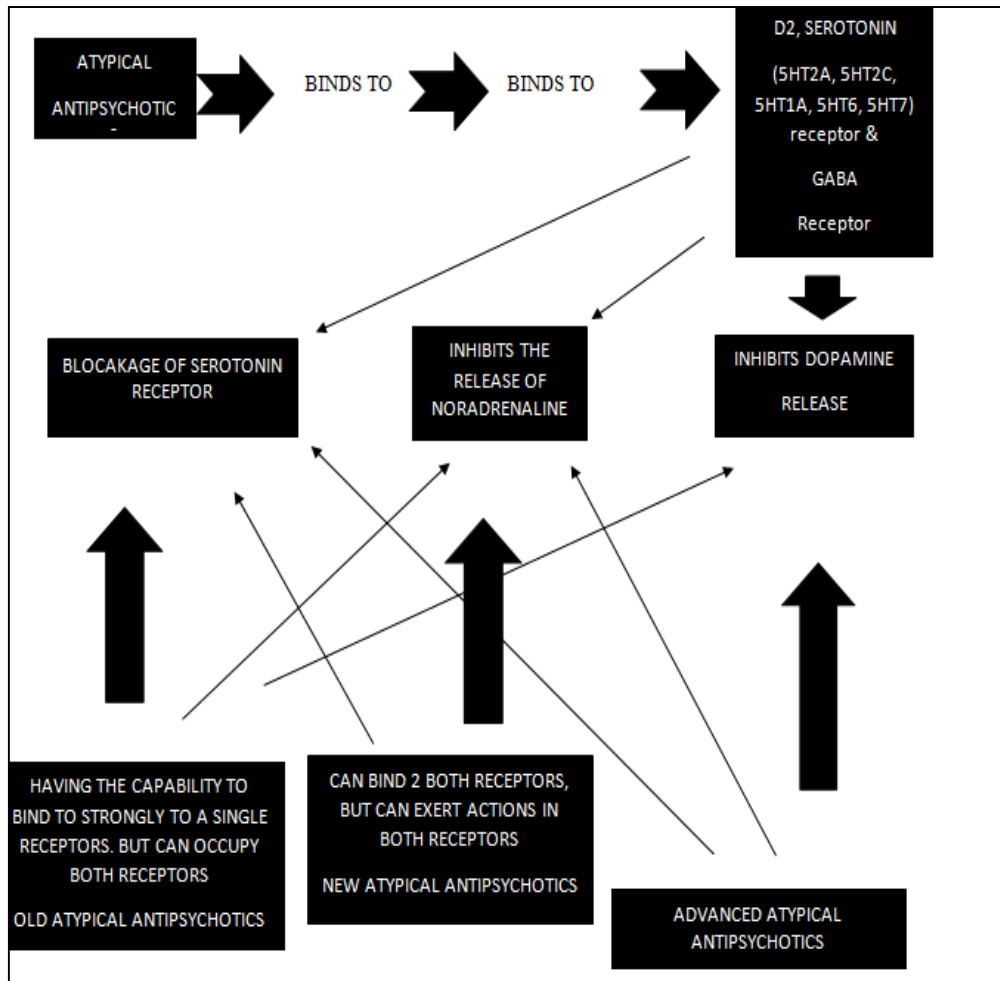 ATYPICAL
ANTIPSYCHOTIC
-
BINDS TO
BINDS TO
D2, SEROTONIN
(5HT2A, 5HT2C,
5HT1A, 5HT6, 5HT7)
receptor &
GABA
Receptor
BLOCAKAGE OF SEROTONIN
RECEPTOR
INHIBITS THE
RELEASE OF
NORADRENALINE
INHIBITS DOPAMINE
RELEASE
HAVING THE CAPABILITY TO
BIND TO STRONGLY TO A SINGLE
RECEPTORS. BUT CAN OCCUPY
BOTH RECEPTORS
OLD ATYPICAL ANTIPSYCHOTICS
CAN BIND 2 BOTH RECEPTORS,
BUT CAN EXERT ACTIONS IN
BOTH RECEPTORS
NEW ATYPICAL ANTIPSYCHOTICS
ADVANCED ATYPICAL
ANTIPSYCHOTICS